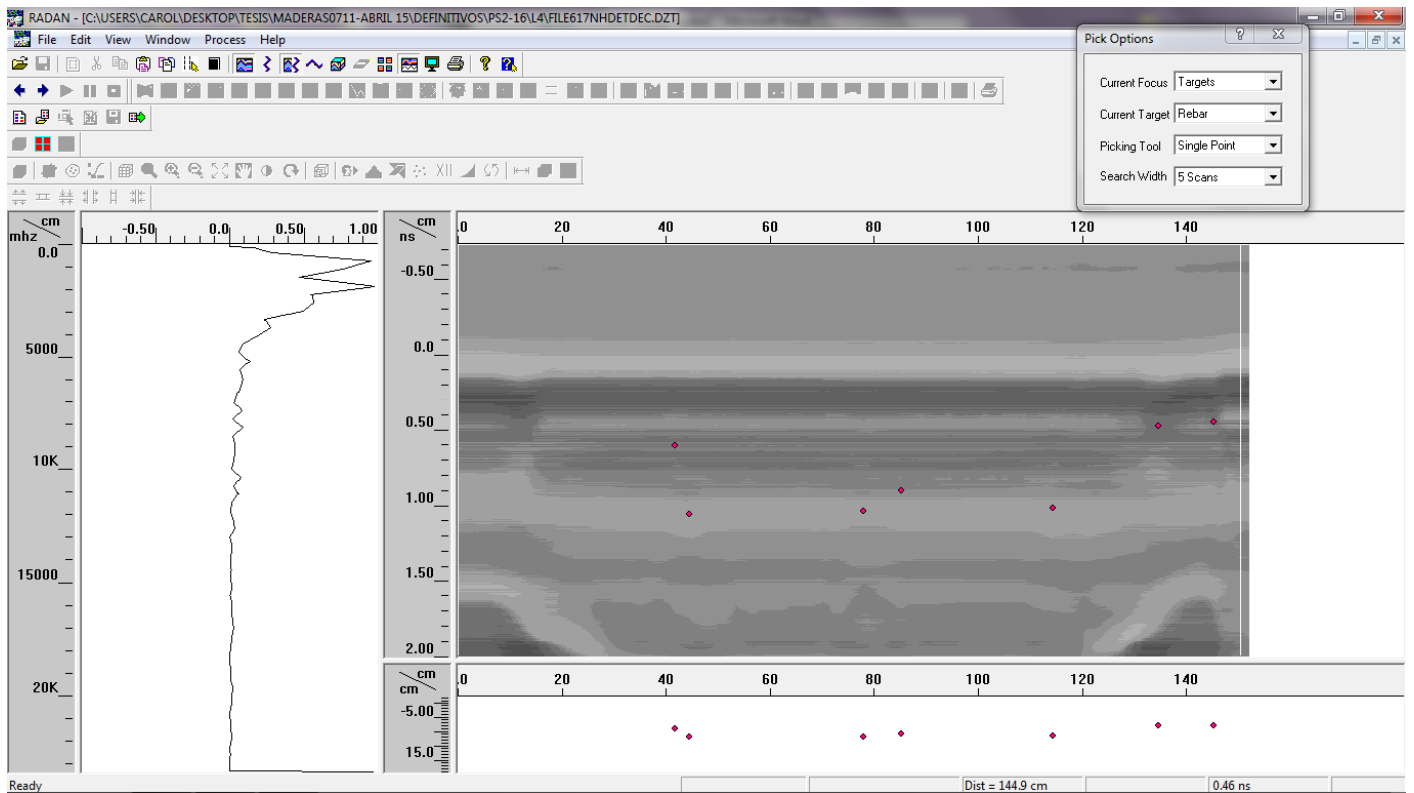 RADAN - [C:\USERS\CAROL\DESKTOP\TESIS\MADERAS0711-ABRIL 15\DEFINITIVOS\PS2-16\L4\FILE617NHDETDEC.DZT]
File Edit View Window Process Help
Pick Options
Current Focus Targets
Current Target Rebar
Picking Tool Single Point
Search Width 5 Scans
cm
mhz
-0.50 0.0 0.50 1.00
0.0
5000
10K
15000
20K
cm
ns
.0 20 40 60 80 100 120 140
-0.50
0.0
0.50
1.00
1.50
2.00
cm
cm
.0 20 40 60 80 100 120 140
-5.00
15.0
Ready Dist = 144.9 cm 0.46 ns